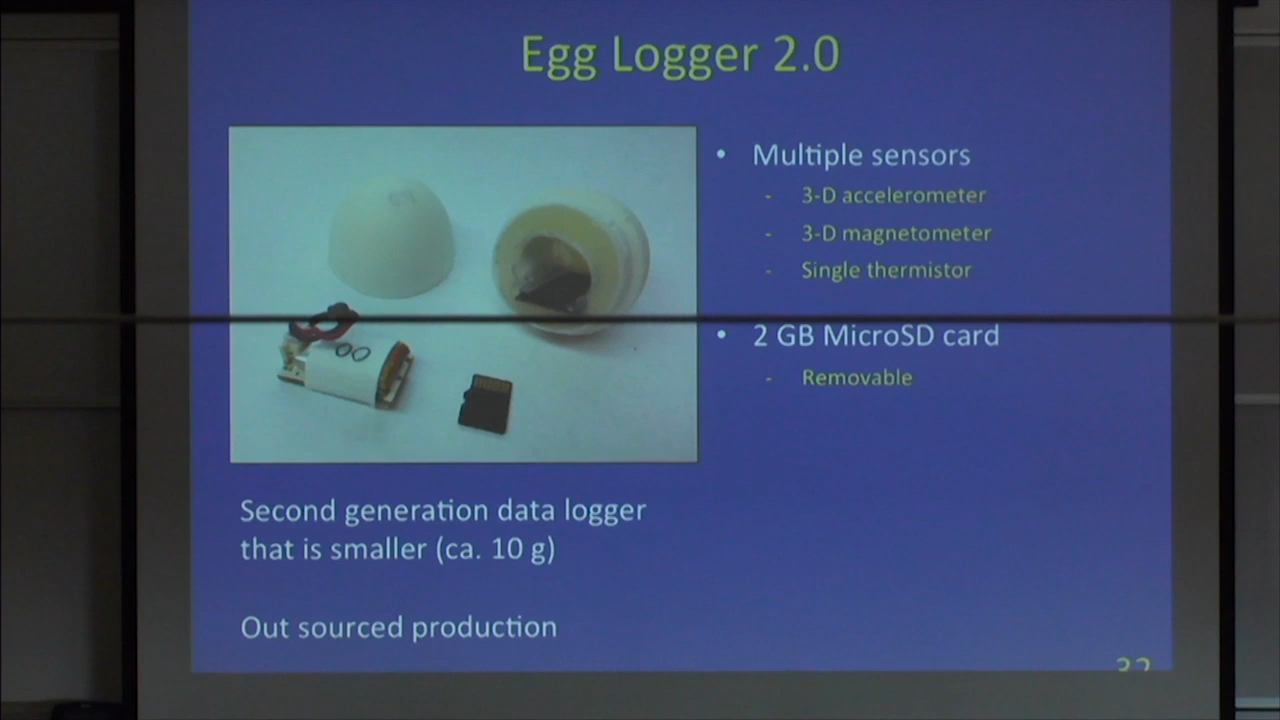 Egg Logger 2.0
• Multiple sensors
- 3-D accelerometer
- 3-D magnetometer
- Single thermistor
• 2 GB MicroSD card
- Removable
Second generation data logger
that is smaller (ca. 10 g)
Out sourced production
32